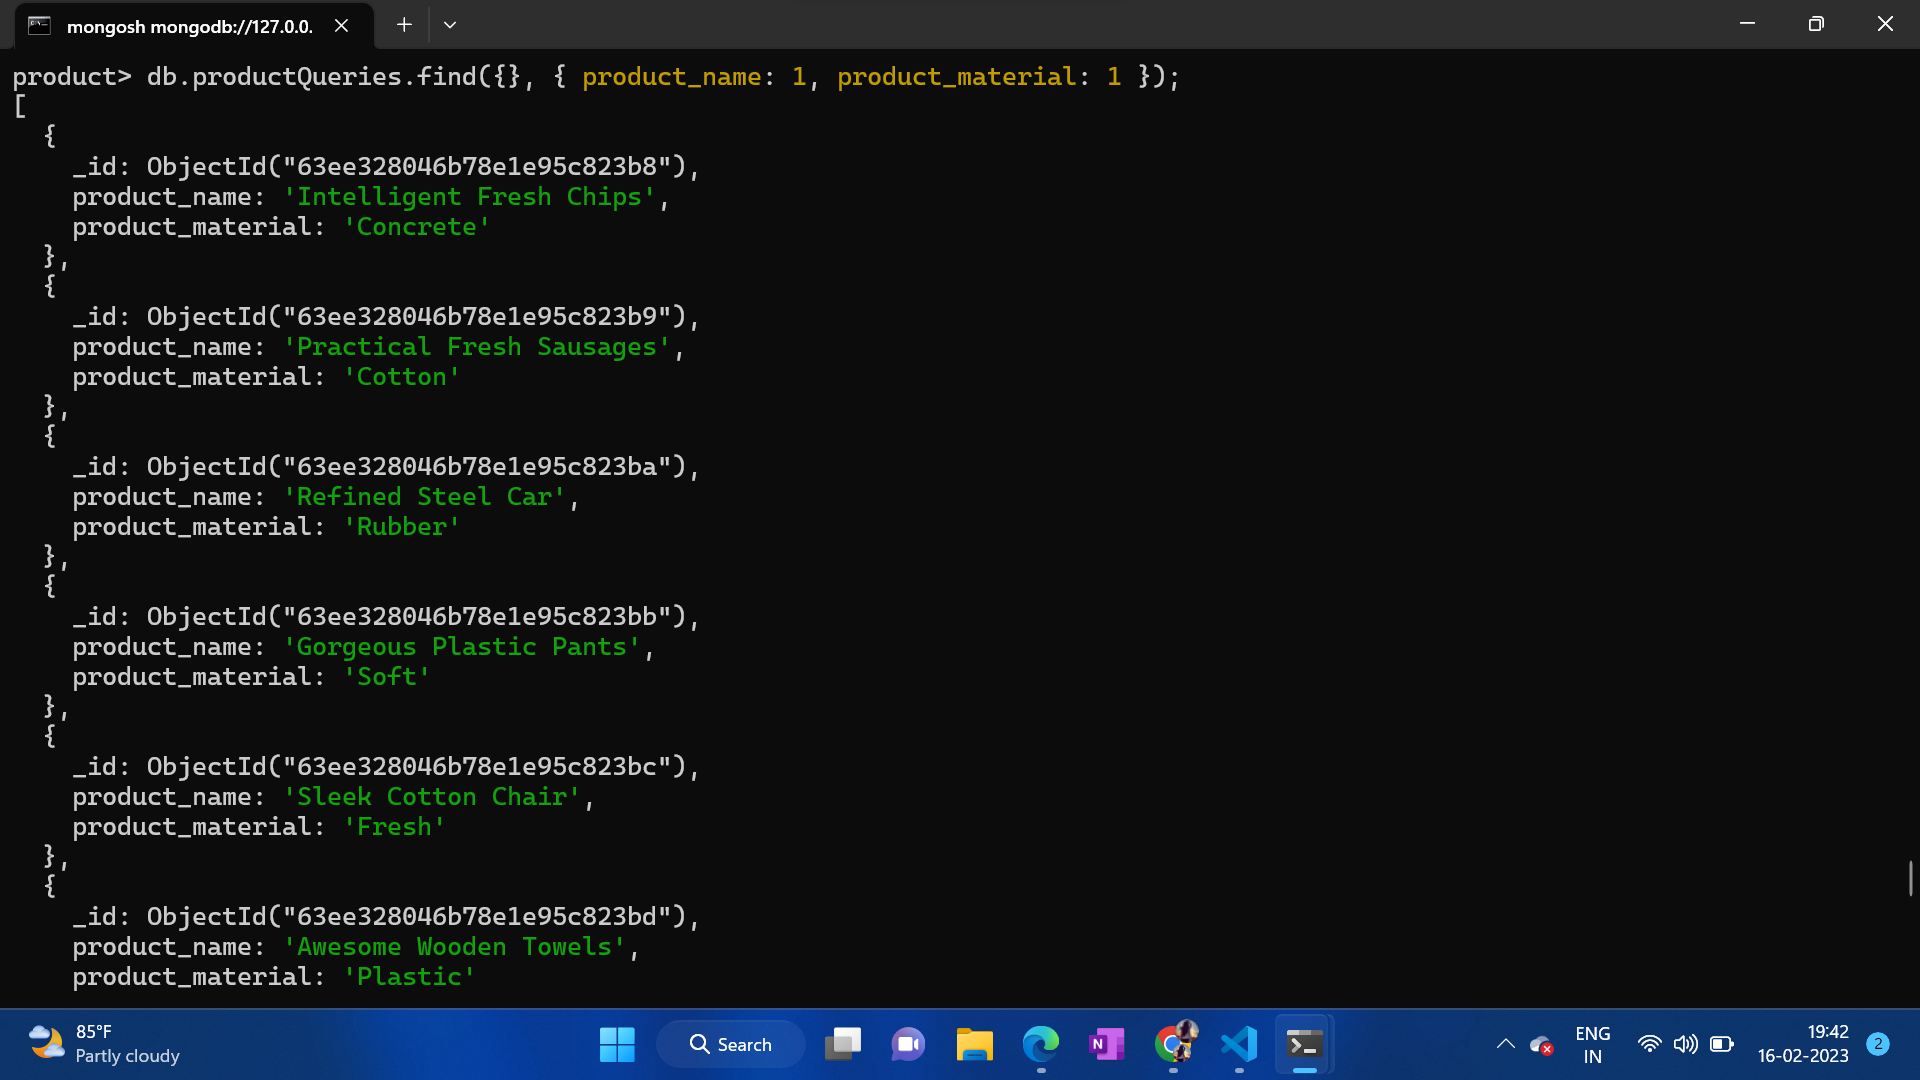 mongosh mongodb://127.0.0.
product> db.productQueries.find({}, { product_name: 1, product_material: 1 });
[
  {
    _id: ObjectId("63ee328046b78e1e95c823b8"),
    product_name: 'Intelligent Fresh Chips',
    product_material: 'Concrete'
  },
  {
    _id: ObjectId("63ee328046b78e1e95c823b9"),
    product_name: 'Practical Fresh Sausages',
    product_material: 'Cotton'
  },
  {
    _id: ObjectId("63ee328046b78e1e95c823ba"),
    product_name: 'Refined Steel Car',
    product_material: 'Rubber'
  },
  {
    _id: ObjectId("63ee328046b78e1e95c823bb"),
    product_name: 'Gorgeous Plastic Pants',
    product_material: 'Soft'
  },
  {
    _id: ObjectId("63ee328046b78e1e95c823bc"),
    product_name: 'Sleek Cotton Chair',
    product_material: 'Fresh'
  },
  {
    _id: ObjectId("63ee328046b78e1e95c823bd"),
    product_name: 'Awesome Wooden Towels',
    product_material: 'Plastic'
85°F
Partly cloudy
Search
N
ENG
IN
19:42
16-02-2023
2